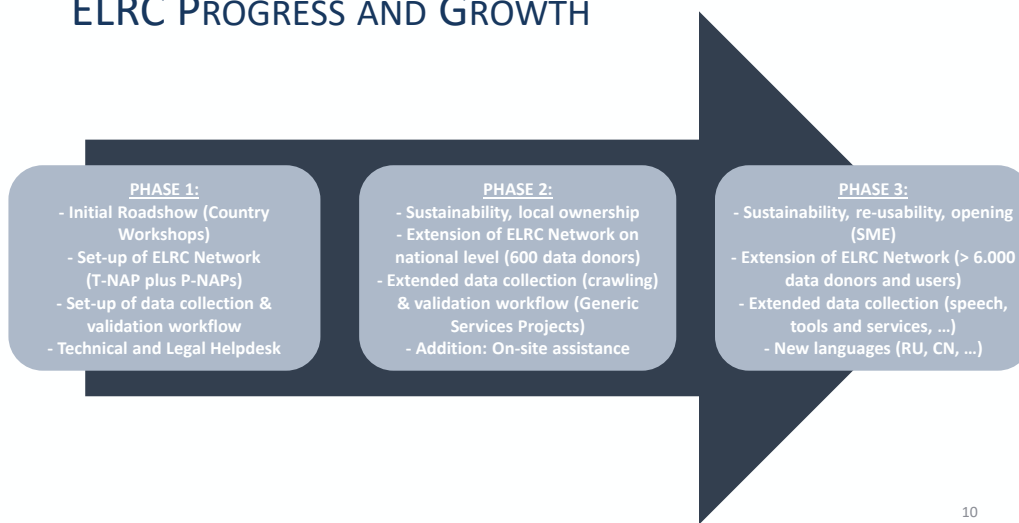 ELRC PROGRESS AND GROWTH
PHASE 1:
- Initial Roadshow (Country
Workshops)
- Set-up of ELRC Network
(T-NAP plus P-NAPs)
- Set-up of data collection &
validation workflow
- Technical and Legal Helpdesk
PHASE 2:
- Sustainability, local ownership
- Extension of ELRC Network on
national level (600 data donors)
- Extended data collection (crawling)
& validation workflow (Generic
Services Projects)
- Addition: On-site assistance
PHASE 3:
- Sustainability, re-usability, opening
(SME)
- Extension of ELRC Network (> 6.000
data donors and users)
- Extended data collection (speech,
tools and services, …)
- New languages (RU, CN, …)
10